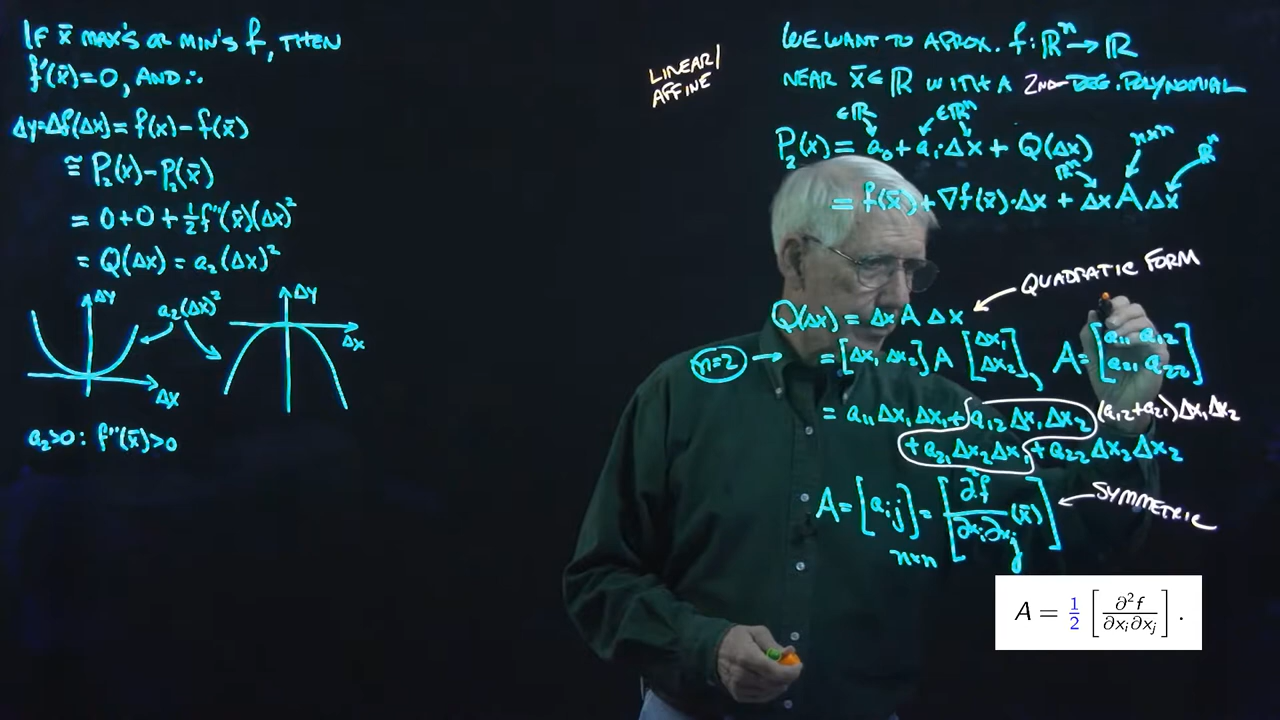 IF x̄ MAX'S OR MIN'S f, THEN
f'(x̄)=0, AND ∴
Δy=Δf(Δx)= f(x)-f(x̄)
≅ P₂(x)-P₂(x̄)
= 0+0+½f''(x̄)(Δx)²
= Q(Δx) = a₂(Δx)²
ΔY
a₂(Δx)²
ΔY
Δx
Δx
a₂>0: f''(x̄)>0
LINEAR/
AFFINE
WE WANT TO APPROX. f: ℝⁿ→ℝ
NEAR x̄∈ℝ WITH A 2ND-DEG. POLYNOMIAL
∈ℝ ∈ℝⁿ
P₂(x)= a₀+a₁·Δx + Q(Δx)
n×n
ℝⁿ ℝⁿ
= f(x̄)+∇f(x̄)·Δx + Δx A Δx
QUADRATIC FORM
Q(Δx) = Δx A Δx
n=2 → = [Δx₁ Δx₂] A [Δx₁ Δx₂], A=[a₁₁ a₁₂ a₂₁ a₂₂]
= a₁₁Δx₁Δx₁+a₁₂Δx₁Δx₂ (a₁₂+a₂₁)Δx₁Δx₂
+ a₂₁Δx₂Δx₁+a₂₂Δx₂Δx₂
A=[aᵢⱼ]=[∂²f/∂xᵢ∂xⱼ(x̄)] ← SYMMETRIC
n×n
A = 1/2 [∂²f/∂xᵢ∂xⱼ] .